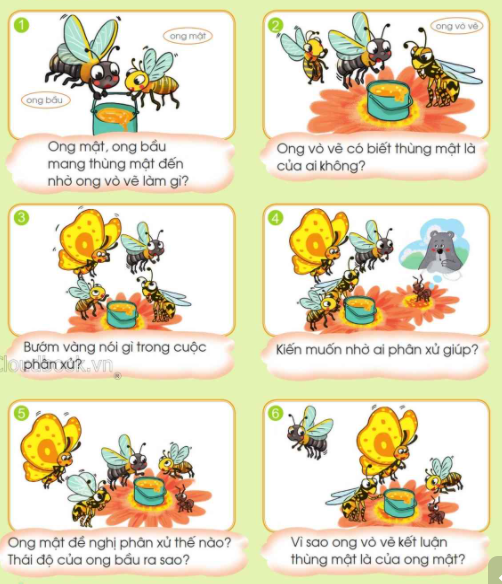 1
ong mật
ong bầu
Ong mật, ong bầu
mang thùng mật đến
nhờ ong vò vẽ làm gì?
2
ong vò vẽ
Ong vò vẽ có biết thùng mật là
của ai không?
3
Bướm vàng nói gì trong cuộc
phân xử?
4
Kiến muốn nhờ ai phân xử giúp?
5
Ong mật đề nghị phân xử thế nào?
Thái độ của ong bầu ra sao?
6
Vì sao ong vò vẽ kết luận
thùng mật là của ong mật?